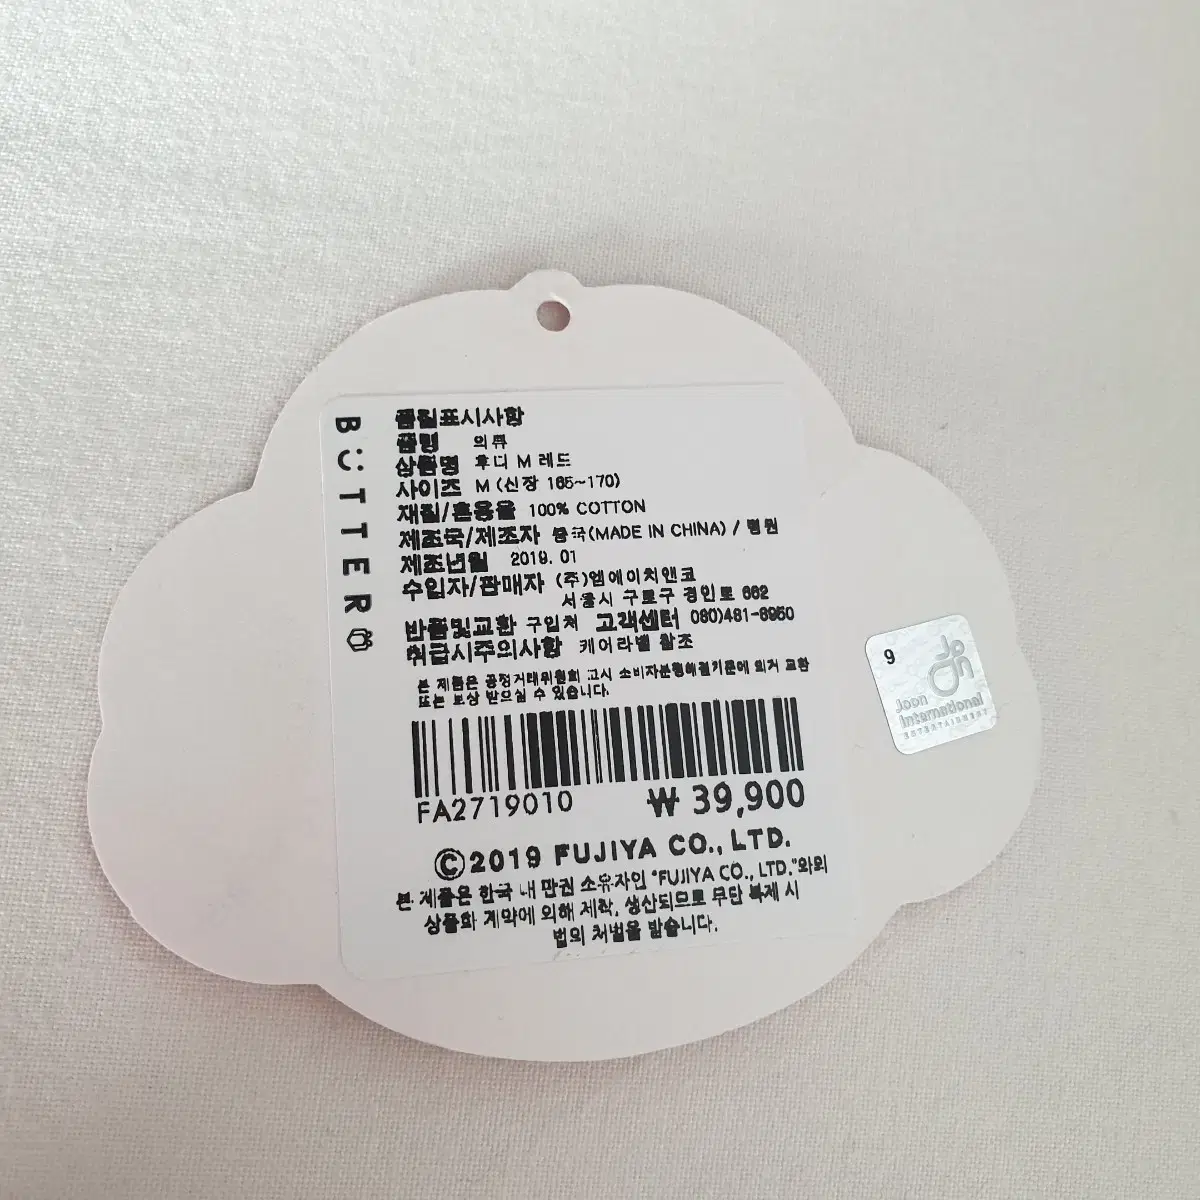 BUTTER
품질표시사항
품명 의류
상품명 후디 M 레드
사이즈 M (신장 165~170)
재질/혼용율 100% COTTON
제조국/제조자 중국(MADE IN CHINA) / 명원
제조년월 2019. 01
수입자/판매자 (주)엠에이치앤코
서울시 구로구 경인로 662
반품및교환 구입처 고객센터 080)481-8950
취급시주의사항 케어라벨 참조
본 제품은 공정거래위원회 고시 소비자분쟁해결기준에 의거 교환
또는 보상 받으실 수 있습니다.
FA2719010 ₩ 39,900
©2019 FUJIYA CO., LTD.
본 제품은 한국 내 판권 소유자인 "FUJIYA CO., LTD."와의
상품화 계약에 의해 제작, 생산되므로 무단 복제 시
법의 처벌을 받습니다.
9
Joon
International
ENTERTAINMENT